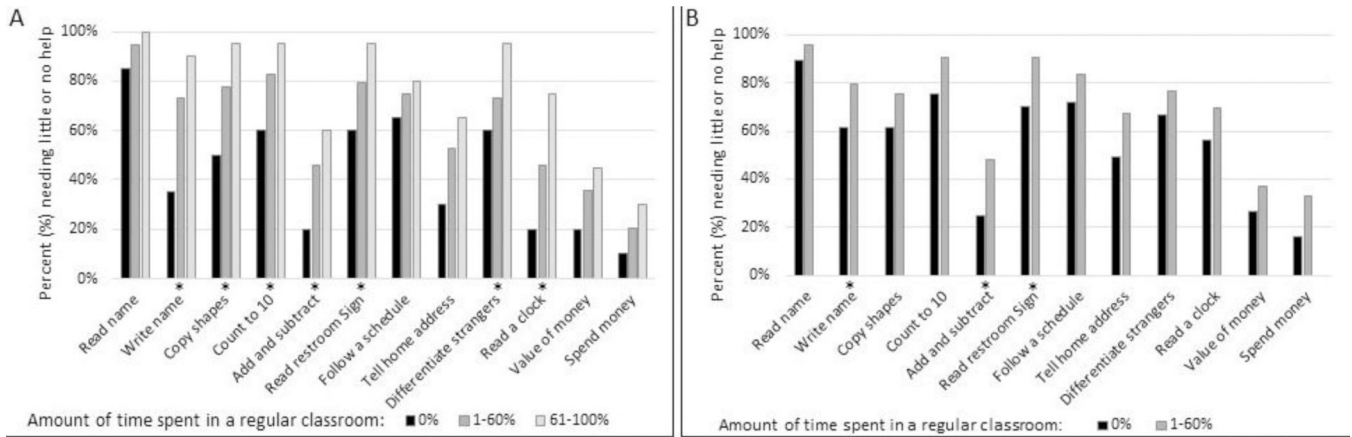 A
Percent (%) needing little or no help
100%
80%
60%
40%
20%
0%
Read name
Write name*
Copy shapes*
Count to 10*
Add and subtract*
Read restroom Sign*
Follow a schedule
Tell home address
Differentiate strangers*
Read a clock*
Value of money
Spend money
Amount of time spent in a regular classroom: 0% 1-60% 61-100%
B
Percent (%) needing little or no help
100%
80%
60%
40%
20%
0%
Read name
Write name*
Copy shapes
Count to 10
Add and subtract*
Read restroom Sign*
Follow a schedule
Tell home address
Differentiate strangers
Read a clock
Value of money
Spend money
Amount of time spent in a regular classroom: 0% 1-60%